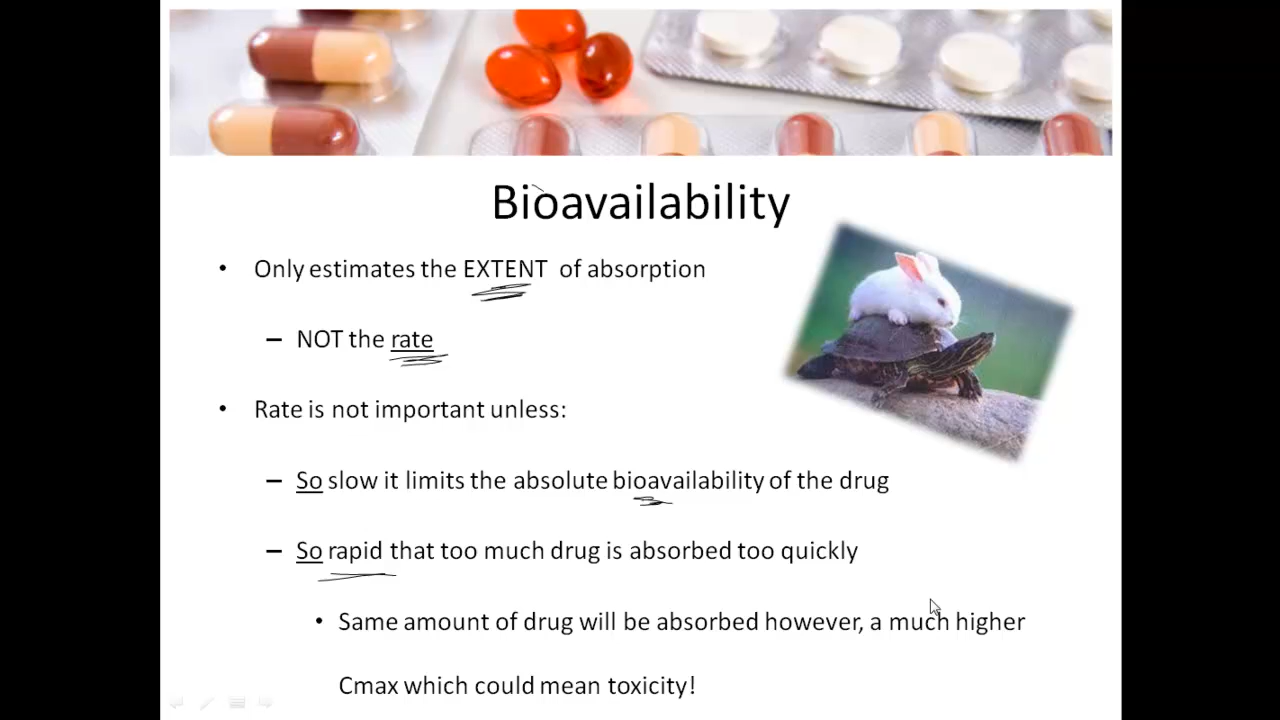 Bioavailability
• Only estimates the EXTENT of absorption
– NOT the rate
• Rate is not important unless:
– So slow it limits the absolute bioavailability of the drug
– So rapid that too much drug is absorbed too quickly
• Same amount of drug will be absorbed however, a much higher
Cmax which could mean toxicity!